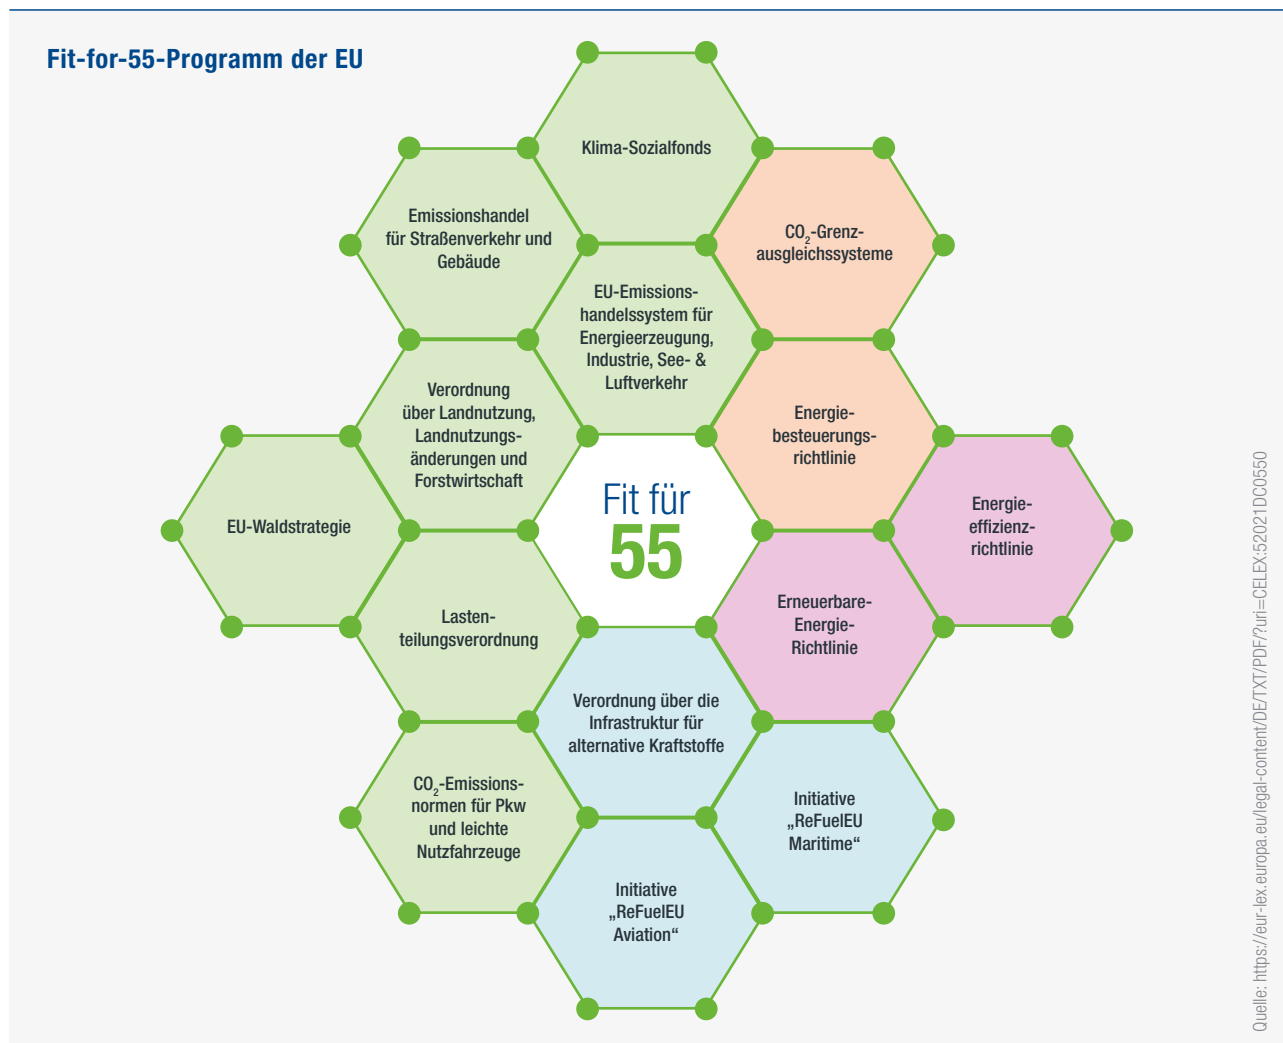 Fit-for-55-Programm der EU
Klima-Sozialfonds
Emissionshandel
für Straßenverkehr und
Gebäude
CO₂-Grenz-
ausgleichssysteme
EU-Emissions-
handelssystem für
Energieerzeugung,
Industrie, See- &
Luftverkehr
Verordnung
über Landnutzung,
Landnutzungs-
änderungen und
Forstwirtschaft
Energie-
besteuerungs-
richtlinie
EU-Waldstrategie
Fit für
55
Energie-
effizienz-
richtlinie
Lasten-
teilungsverordnung
Erneuerbare-
Energie-
Richtlinie
Verordnung über die
Infrastruktur für
alternative Kraftstoffe
CO₂-Emissions-
normen für Pkw
und leichte
Nutzfahrzeuge
Initiative
„ReFuelEU
Maritime“
Initiative
„ReFuelEU
Aviation“
Quelle: https://eur-lex.europa.eu/legal-content/DE/TXT/PDF/?uri=CELEX:52021DC0550